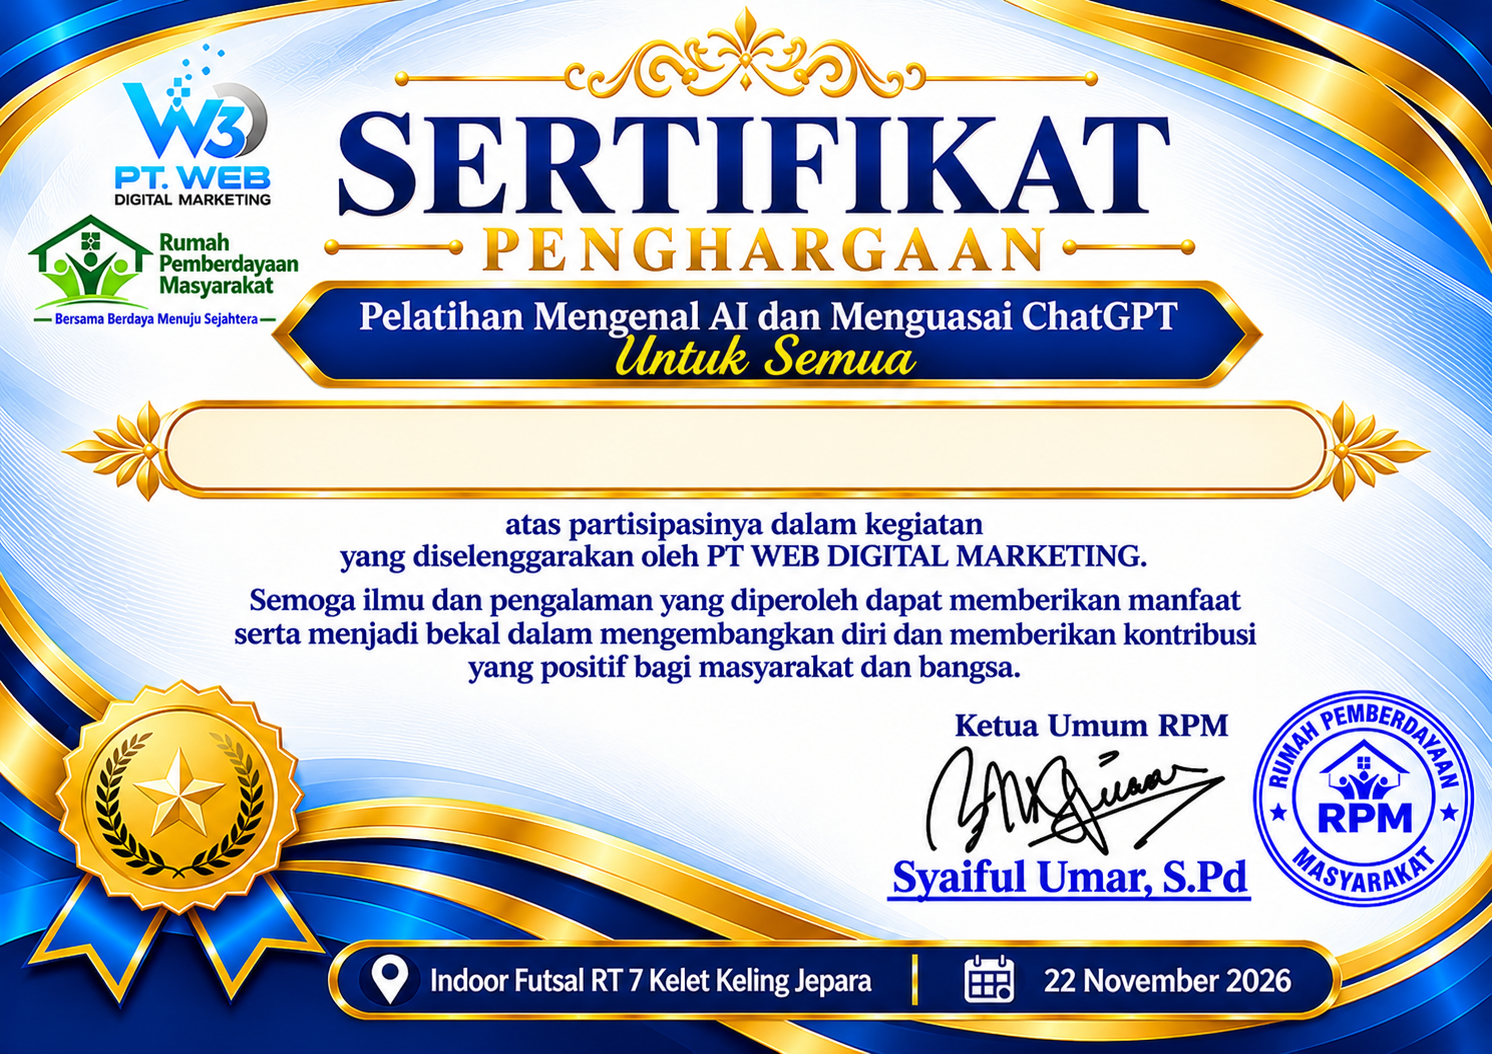 W3
PT. WEB
DIGITAL MARKETING
Rumah
Pemberdayaan
Masyarakat
Bersama Berdaya Menuju Sejahtera
SERTIFIKAT
PENGHARGAAN
Pelatihan Mengenal AI dan Menguasai ChatGPT
Untuk Semua
atas partisipasinya dalam kegiatan
yang diselenggarakan oleh PT WEB DIGITAL MARKETING.
Semoga ilmu dan pengalaman yang diperoleh dapat memberikan manfaat
serta menjadi bekal dalam mengembangkan diri dan memberikan kontribusi
yang positif bagi masyarakat dan bangsa.
Ketua Umum RPM
Syaiful Umar, S.Pd
RUMAH PEMBERDAYAAN
RPM
MASYARAKAT
Indoor Futsal RT 7 Kelet Keling Jepara
22 November 2026